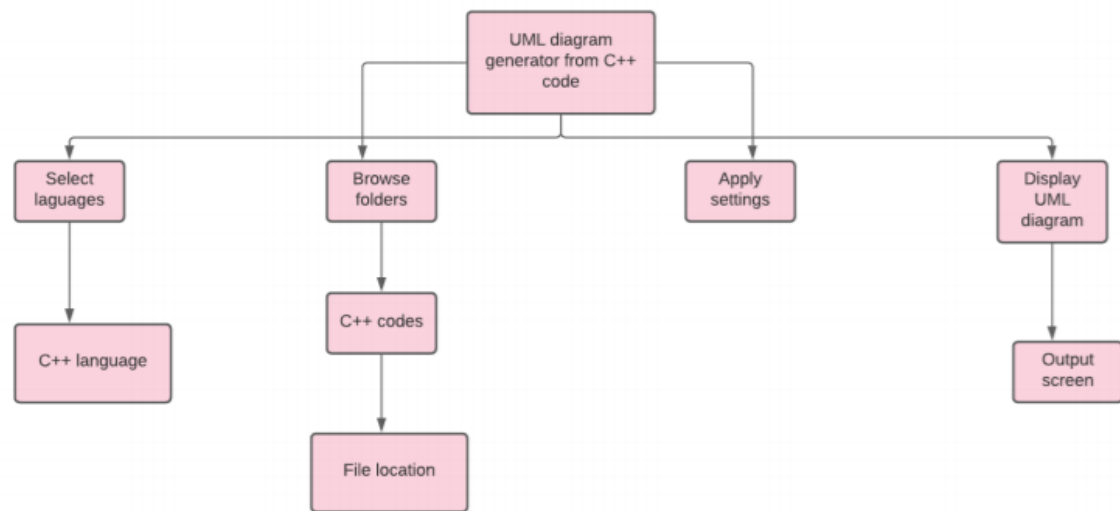 UML diagram
generator from C++
code
Select
laguages
Browse
folders
Apply
settings
Display
UML
diagram
C++ codes
C++ language
Output
screen
File location